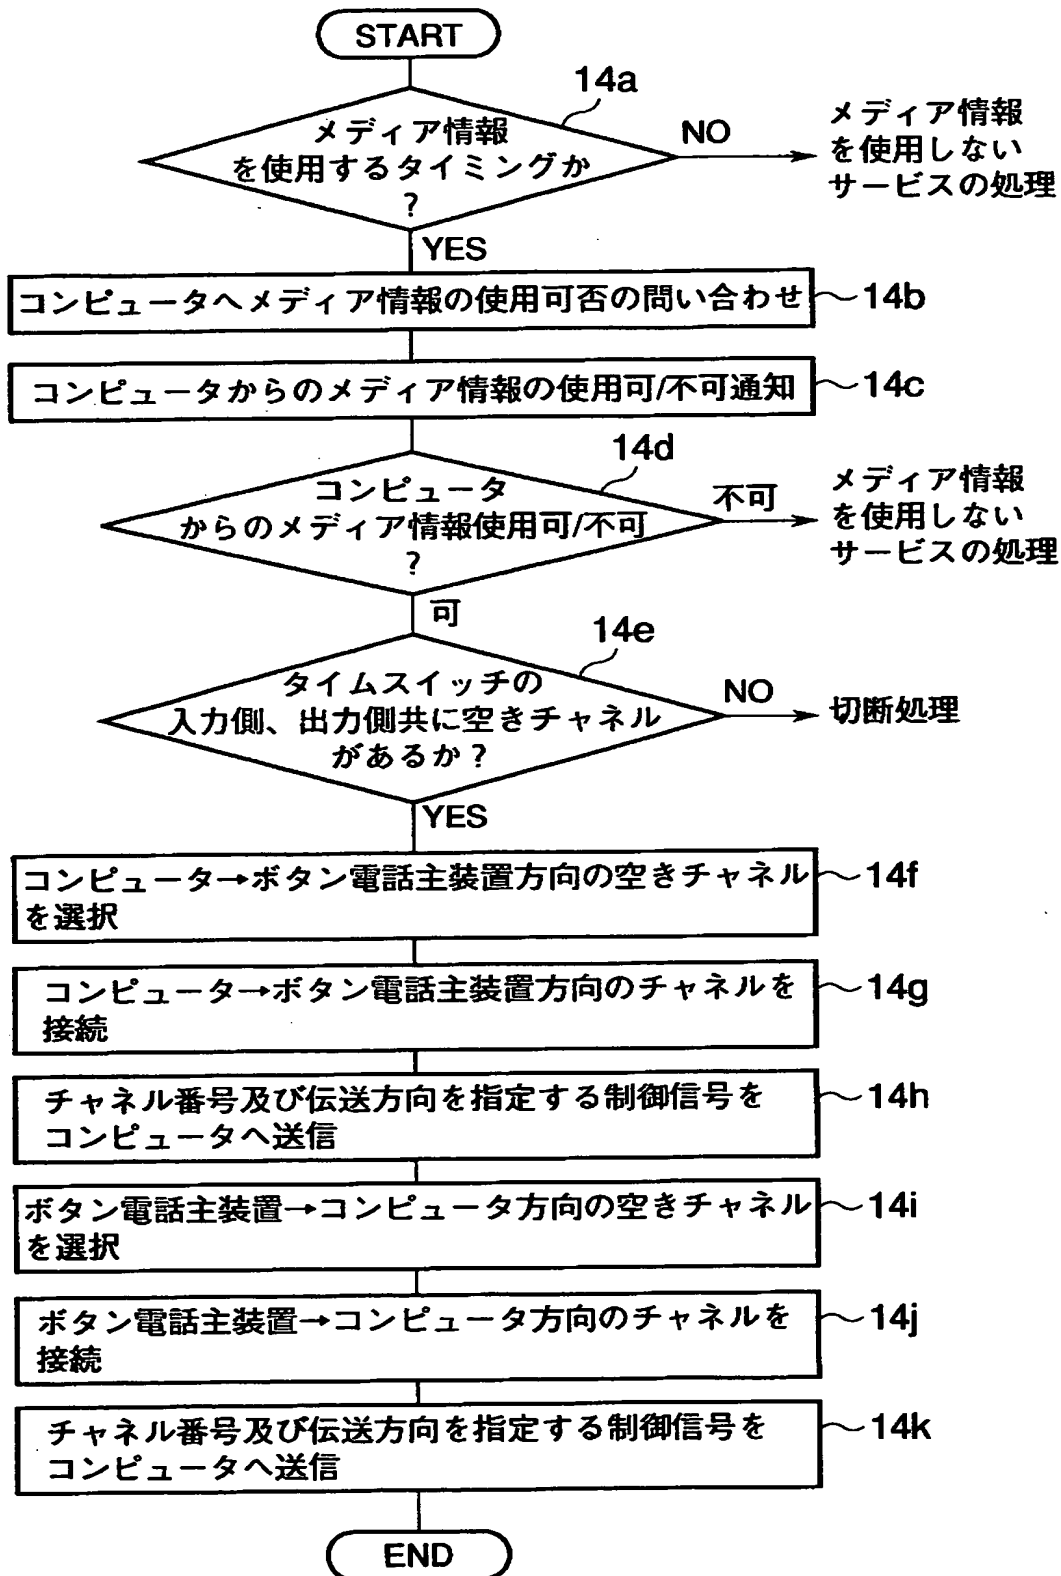 START
14a
メディア情報
を使用するタイミングか
?
NO
メディア情報
を使用しない
サービスの処理
YES
コンピュータへメディア情報の使用可否の問い合わせ
14b
コンピュータからのメディア情報の使用可/不可通知
14c
14d
コンピュータ
からのメディア情報使用可/不可
?
不可
メディア情報
を使用しない
サービスの処理
可
14e
タイムスイッチの
入力側、出力側共に空きチャネル
があるか?
NO
切断処理
YES
コンピュータ→ボタン電話主装置方向の空きチャネル
を選択
14f
コンピュータ→ボタン電話主装置方向のチャネルを
接続
14g
チャネル番号及び伝送方向を指定する制御信号を
コンピュータへ送信
14h
ボタン電話主装置→コンピュータ方向の空きチャネル
を選択
14i
ボタン電話主装置→コンピュータ方向のチャネルを
接続
14j
チャネル番号及び伝送方向を指定する制御信号を
コンピュータへ送信
14k
END